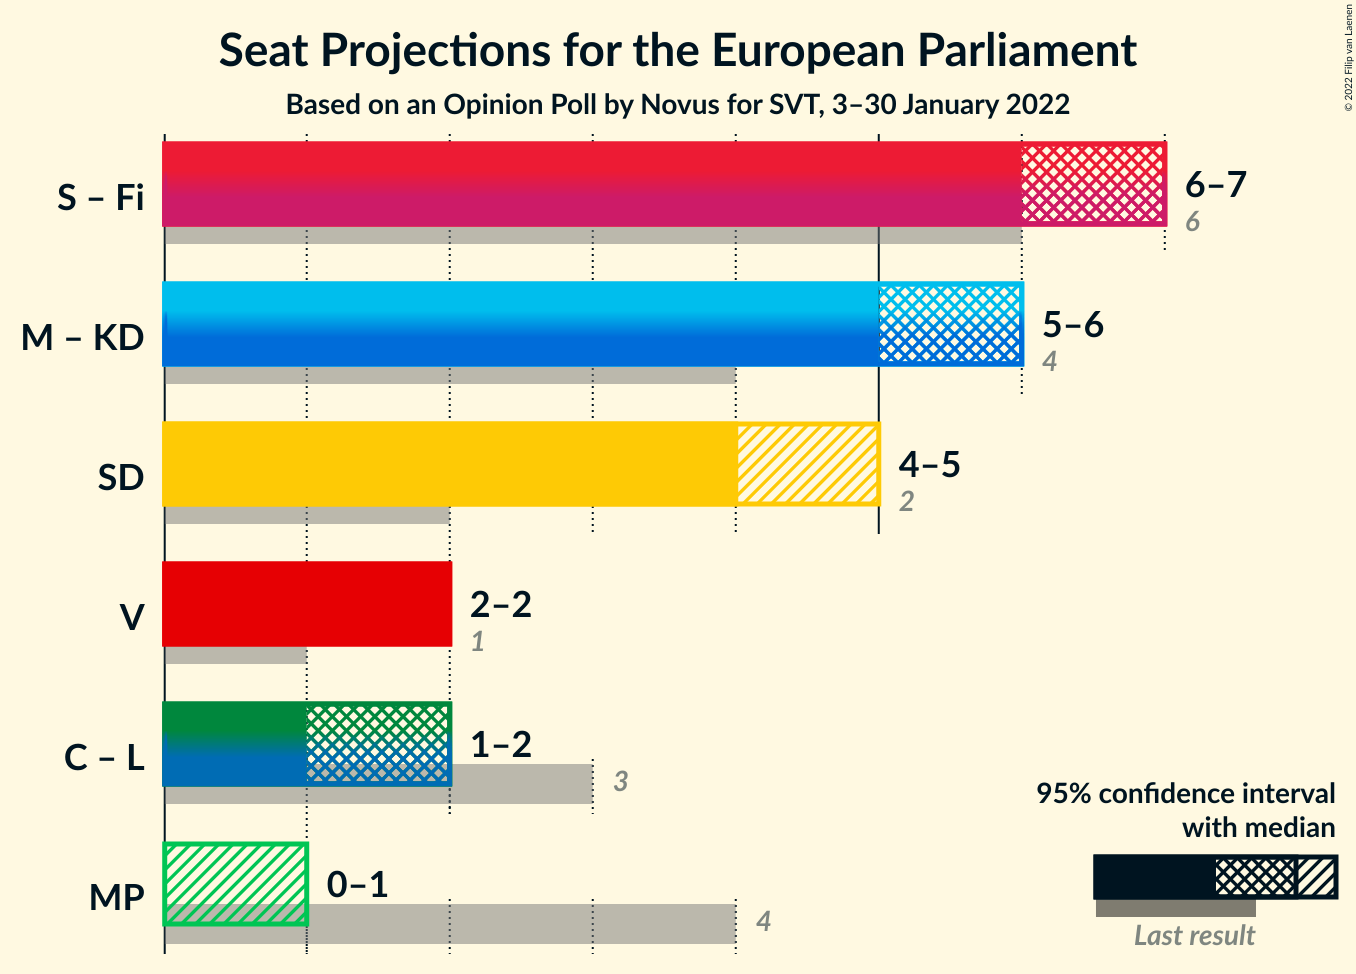 Seat Projections for the European Parliament
Based on an Opinion Poll by Novus for SVT, 3–30 January 2022
© 2022 Filip van Laenen
S – Fi
6–7
6
M – KD
5–6
4
SD
4–5
2
V
2–2
1
C – L
1–2
3
MP
0–1
4
95% confidence interval
with median
Last result